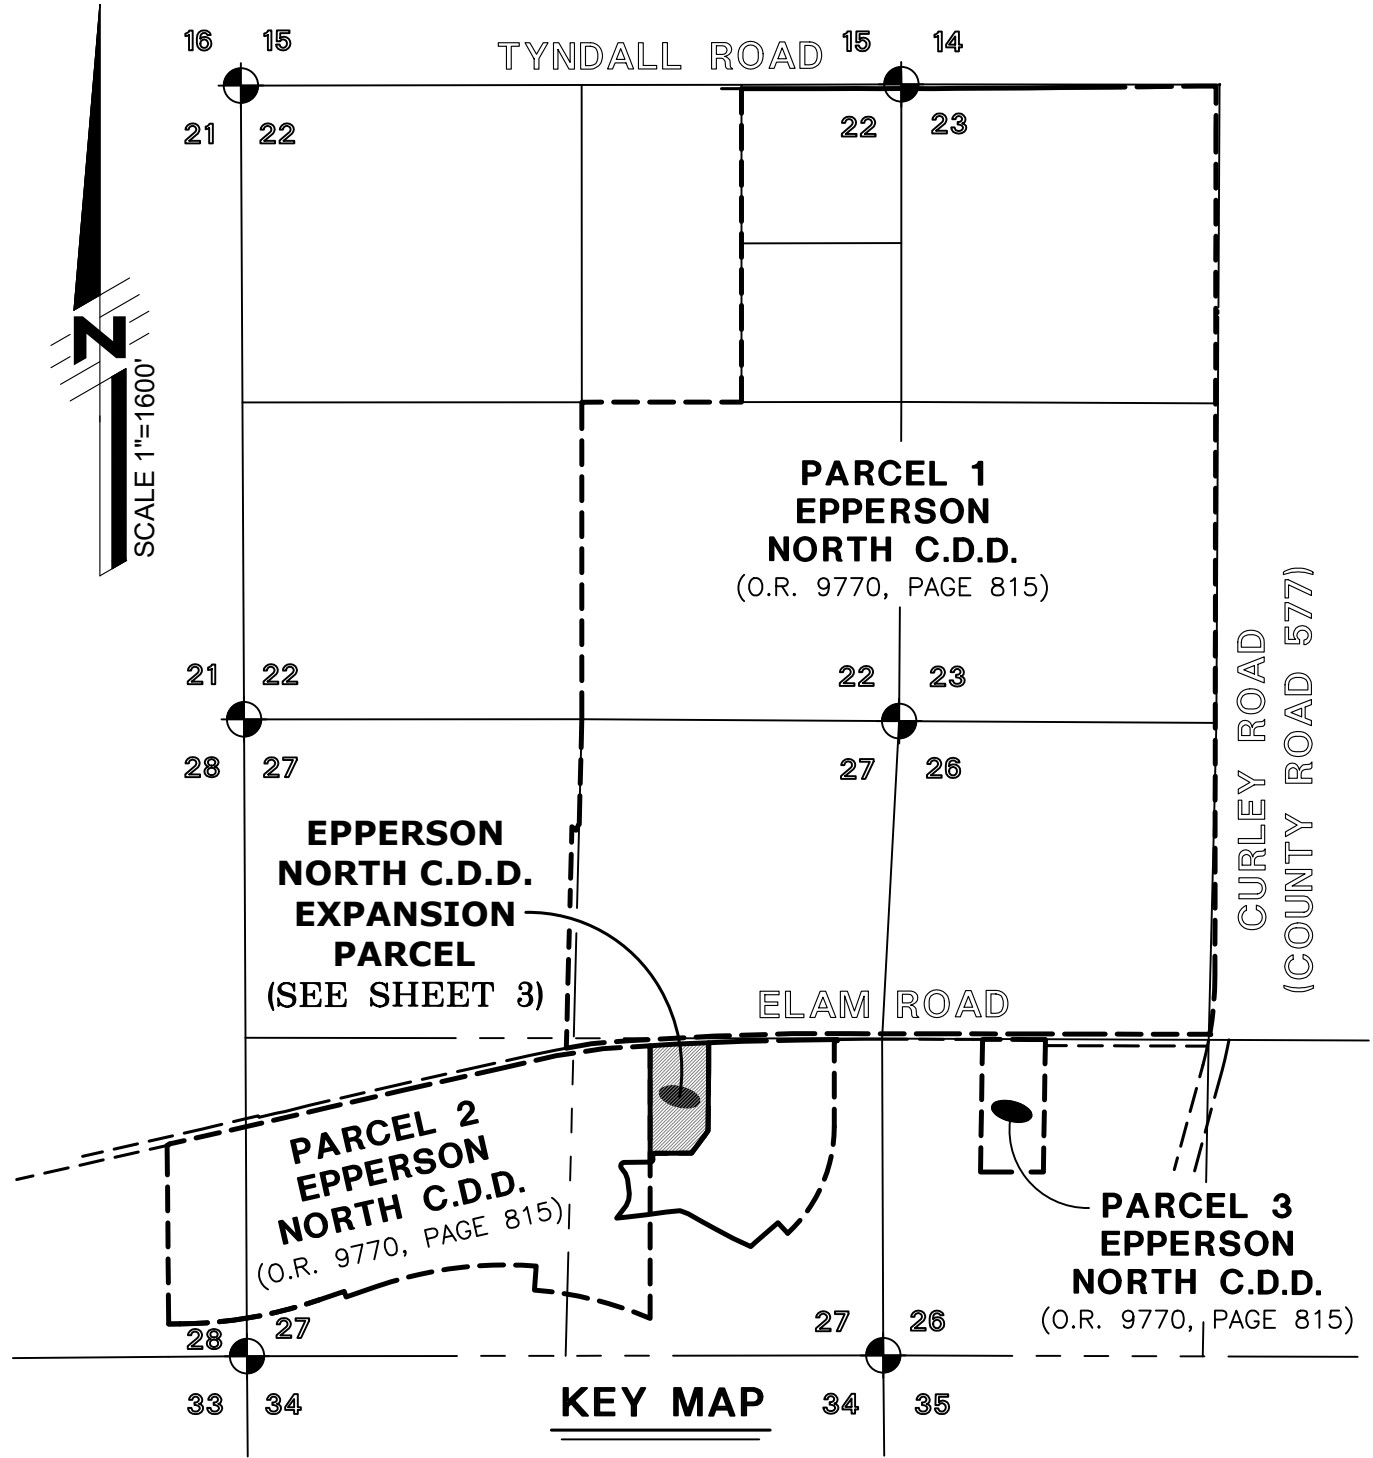 16 15
TYNDALL ROAD
15 14
21 22
22 23
N
SCALE 1"=1600'
PARCEL 1
EPPERSON
NORTH C.D.D.
(O.R. 9770, PAGE 815)
21 22
22 23
28 27
27 26
CURLEY ROAD
(COUNTY ROAD 577)
EPPERSON
NORTH C.D.D.
EXPANSION
PARCEL
(SEE SHEET 3)
ELAM ROAD
PARCEL 2
EPPERSON
NORTH C.D.D.
(O.R. 9770, PAGE 815)
PARCEL 3
EPPERSON
NORTH C.D.D.
(O.R. 9770, PAGE 815)
28 27
27 26
33 34
34 35
KEY MAP